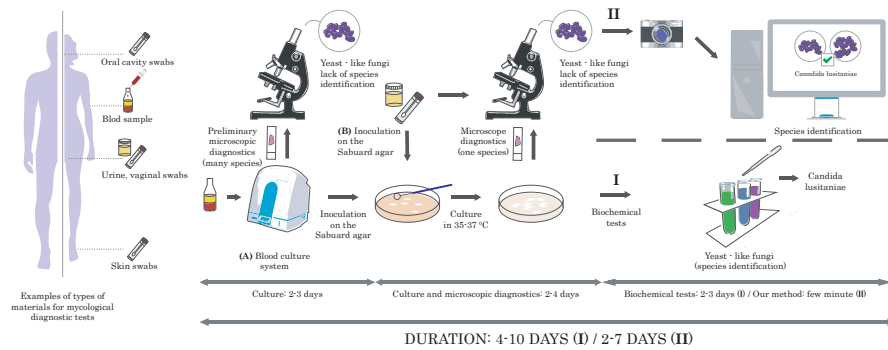 Oral cavity swabs
Blod sample
Urine, vaginal swabs
Skin swabs
Examples of types of
materials for mycological
diagnostic tests
Yeast - like fungi
lack of species
identification
Preliminary
microscopic
diagnostics
(many species)
(B) Inoculation
on the
Sabuard agar
(A) Blood culture
system
Inoculation
on the
Sabuard agar
Culture
in 35-37 ºC
Microscope
diagnostics
(one species)
Yeast - like fungi
lack of species
identification
II
Canndida lusitaniae
Species identification
I
Biochemical
tests
Candida
lusitaniae
Yeast - like fungi
(species identification)
Culture: 2-3 days
Culture and microscopic diagnostics: 2-4 days
Biochemical tests: 2-3 days (I) / Our method: few minute (II)
DURATION: 4-10 DAYS (I) / 2-7 DAYS (II)